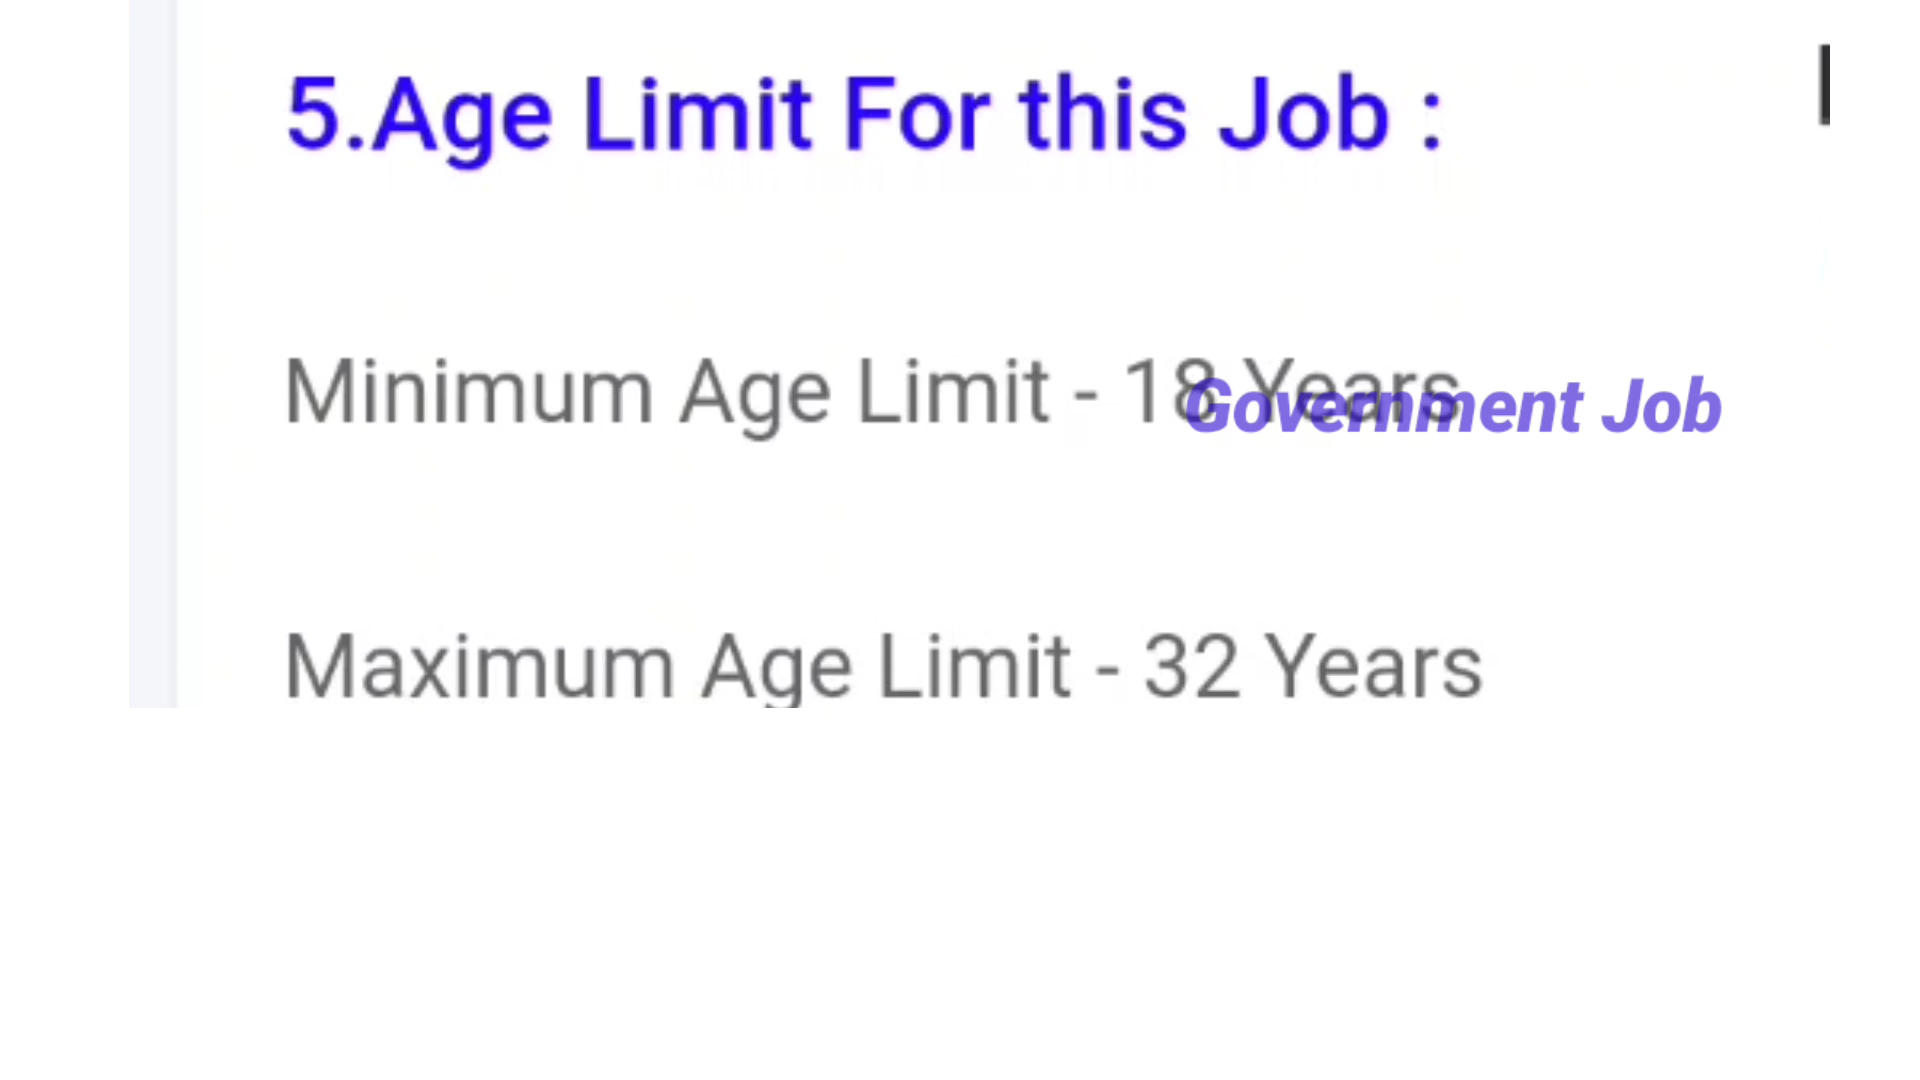 5.Age Limit For this Job :
Minimum Age Limit - 18 Years
Government Job
Maximum Age Limit - 32 Years